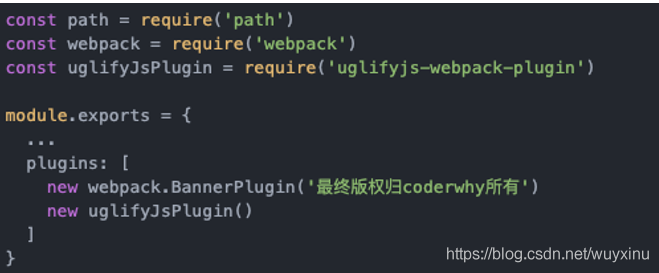 const path = require('path')
const webpack = require('webpack')
const uglifyJsPlugin = require('uglifyjs-webpack-plugin')
module.exports = {
...
plugins: [
new webpack.BannerPlugin('最终版权归coderwhy所有')
new uglifyJsPlugin()
]
}
https://blog.csdn.net/wuyxinu